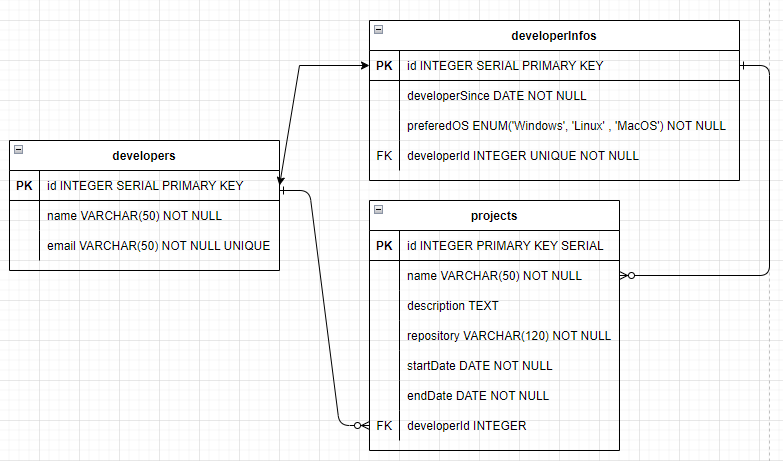 developerInfos
PK id INTEGER SERIAL PRIMARY KEY
developerSince DATE NOT NULL
preferedOS ENUM('Windows', 'Linux' , 'MacOS') NOT NULL
FK developerId INTEGER UNIQUE NOT NULL
developers
PK id INTEGER SERIAL PRIMARY KEY
name VARCHAR(50) NOT NULL
email VARCHAR(50) NOT NULL UNIQUE
projects
PK id INTEGER PRIMARY KEY SERIAL
name VARCHAR(50) NOT NULL
description TEXT
repository VARCHAR(120) NOT NULL
startDate DATE NOT NULL
endDate DATE NOT NULL
FK developerId INTEGER